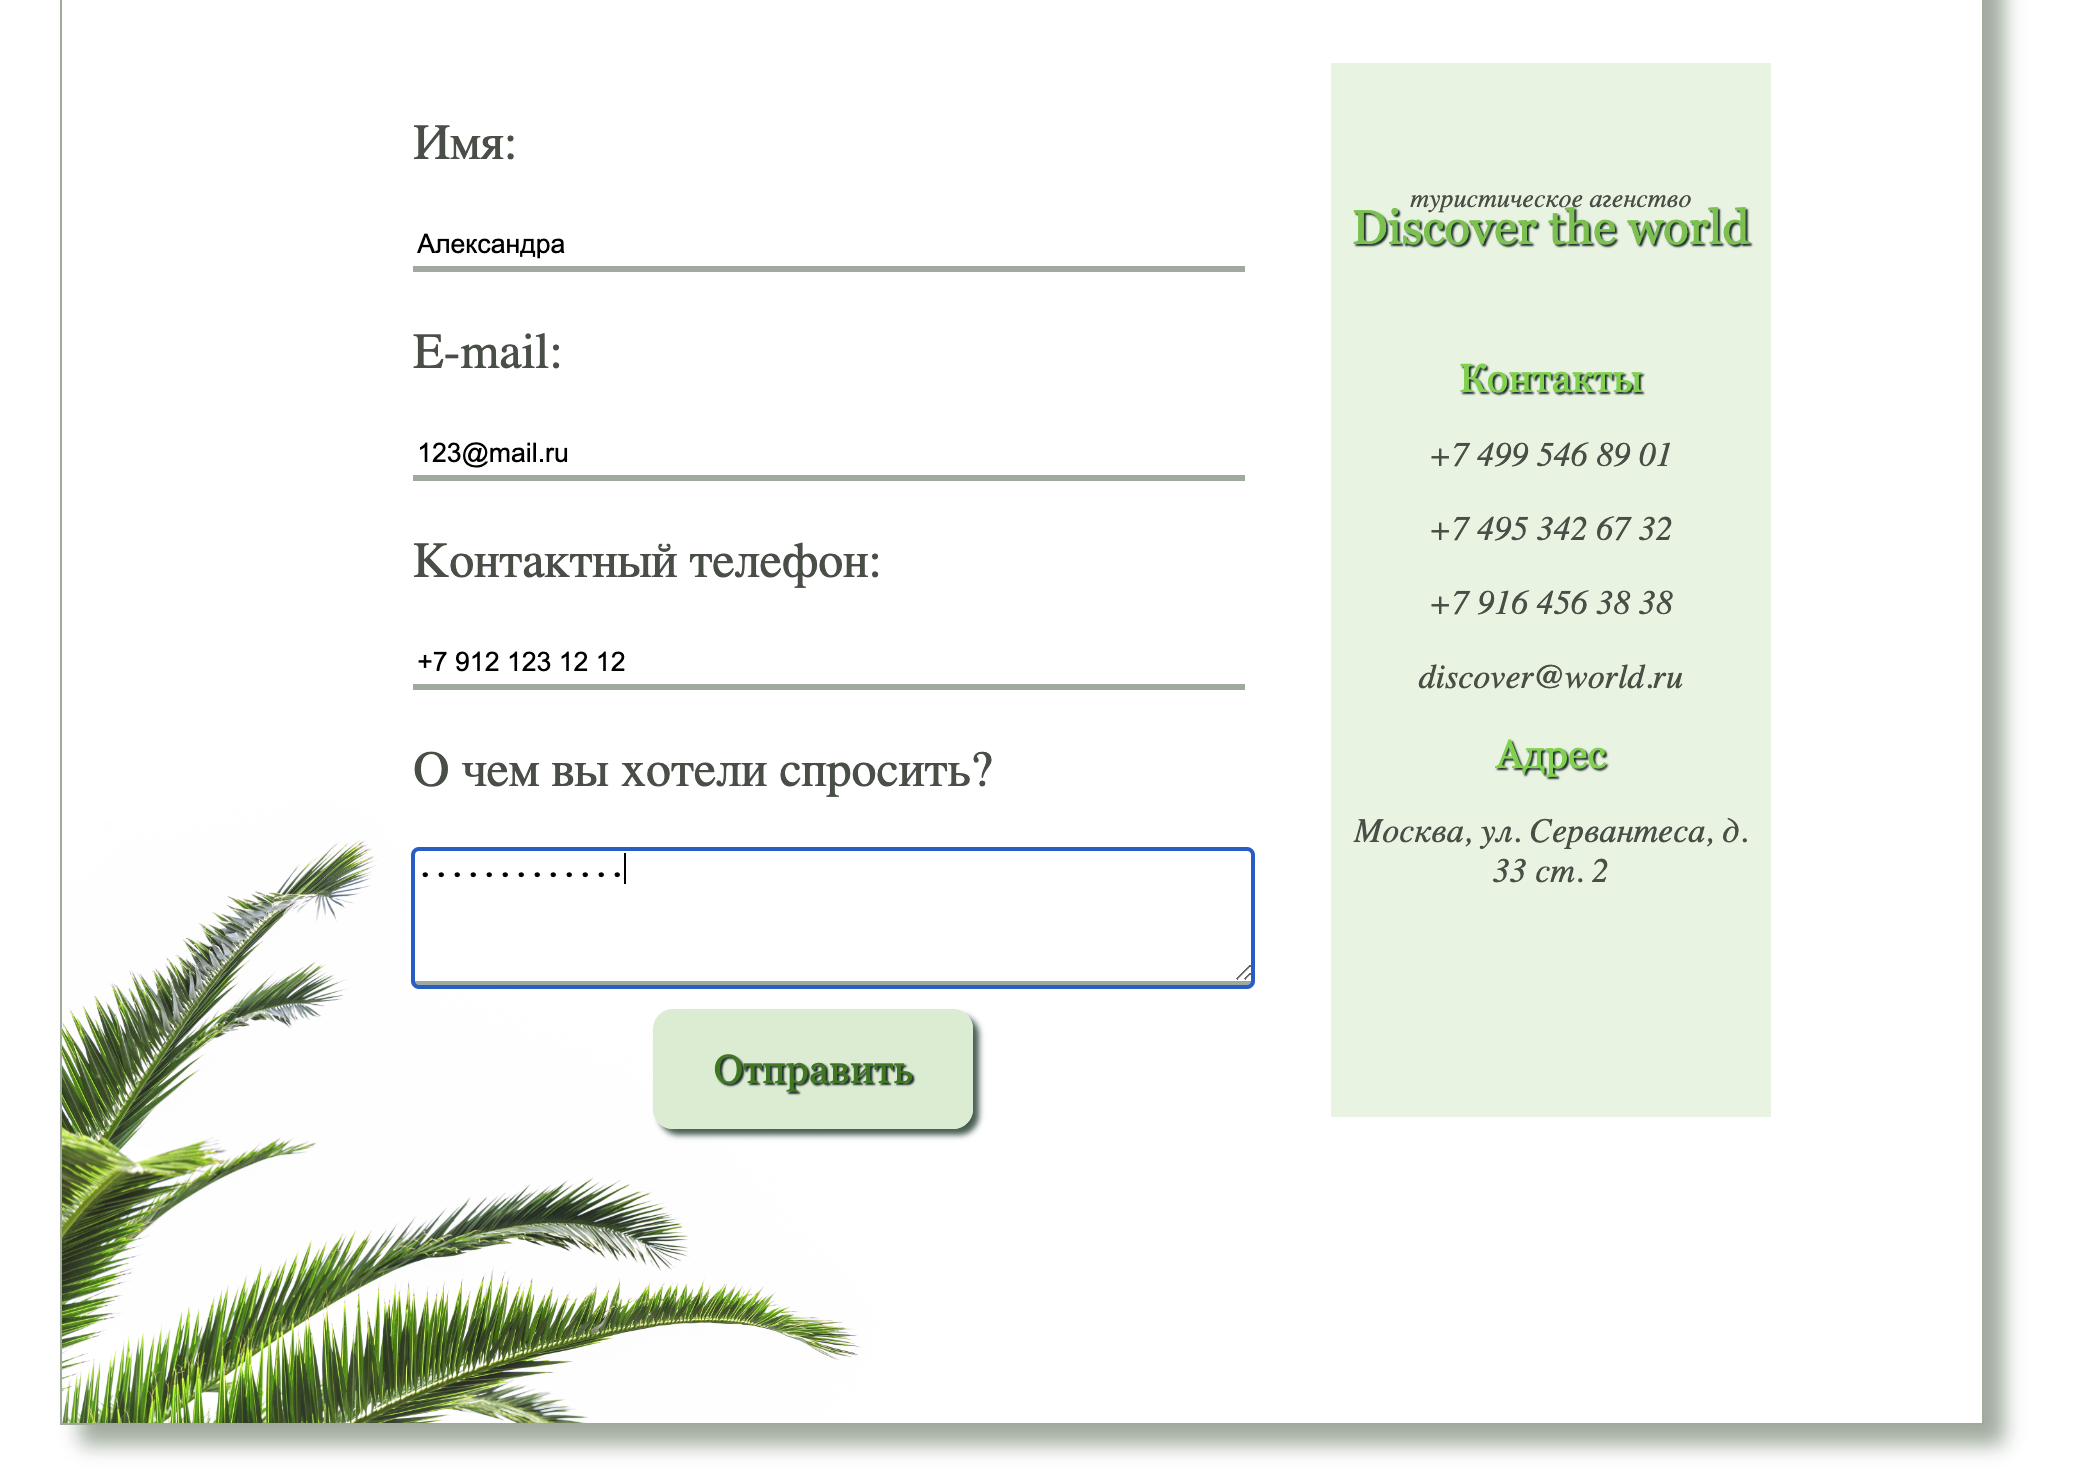 Имя:
Александра
E-mail:
123@mail.ru
Контактный телефон:
+7 912 123 12 12
О чем вы хотели спросить?
.............
Отправить
туристическое агенство
Discover the world
Контакты
+7 499 546 89 01
+7 495 342 67 32
+7 916 456 38 38
discover@world.ru
Адрес
Москва, ул. Сервантеса, д.
33 ст. 2